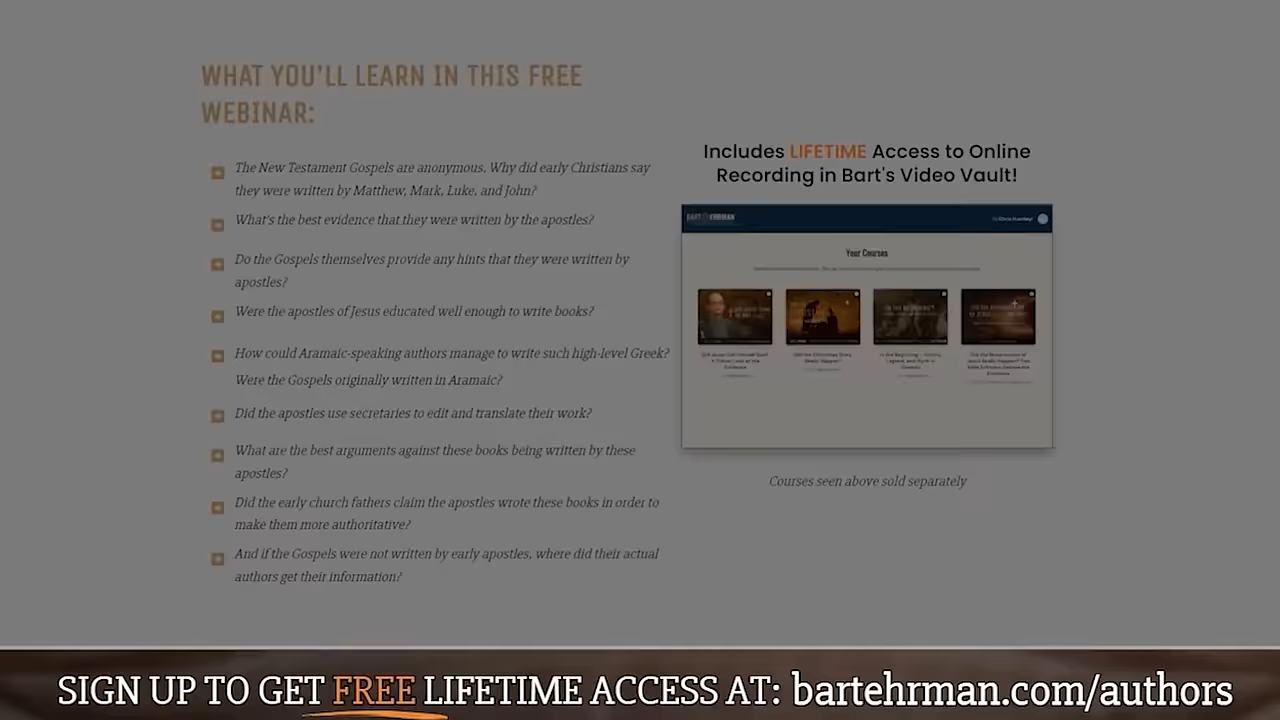 WHAT YOU'LL LEARN IN THIS FREE
WEBINAR:
The New Testament Gospels are anonymous. Why did early Christians say
they were written by Matthew, Mark, Luke, and John?
What's the best evidence that they were written by the apostles?
Do the Gospels themselves provide any hints that they were written by
apostles?
Were the apostles of Jesus educated well enough to write books?
How could Aramaic-speaking authors manage to write such high-level Greek?
Were the Gospels originally written in Aramaic?
Did the apostles use secretaries to edit and translate their work?
What are the best arguments against these books being written by these
apostles?
Did the early church fathers claim the apostles wrote these books in order to
make them more authoritative?
And if the Gospels were not written by early apostles, where did their actual
authors get their information?
Includes LIFETIME Access to Online
Recording in Bart's Video Vault!
BART EHRMAN
Your Courses
Courses seen above sold separately
SIGN UP TO GET FREE LIFETIME ACCESS AT: bartehrman.com/authors